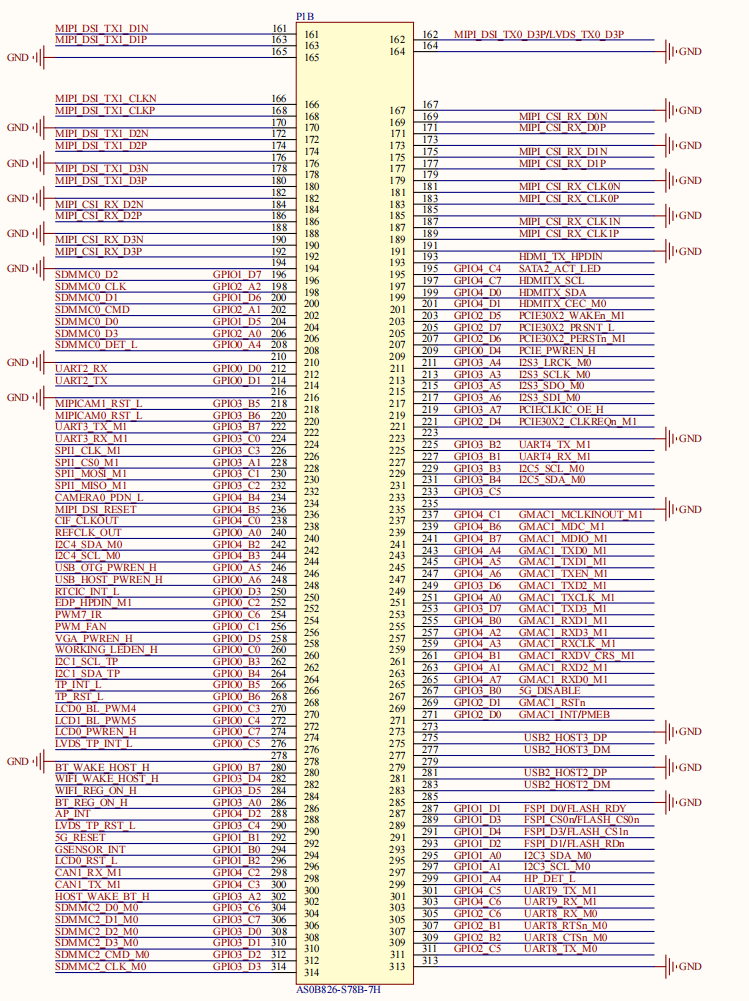 P1B
MIPI_DSI_TX1_D1N 161 161
MIPI_DSI_TX1_D1P 163 163
GND 165 165
MIPI_DSI_TX1_CLKN 166 166
MIPI_DSI_TX1_CLKP 168 168
GND 170 170
MIPI_DSI_TX1_D2N 172 172
MIPI_DSI_TX1_D2P 174 174
GND 176 176
MIPI_DSI_TX1_D3N 178 178
MIPI_DSI_TX1_D3P 180 180
GND 182 182
MIPI_CSI_RX_D2N 184 184
MIPI_CSI_RX_D2P 186 186
GND 188 188
MIPI_CSI_RX_D3N 190 190
MIPI_CSI_RX_D3P 192 192
GND 194 194
SDMMC0_D2 GPIO1_D7 196 196
SDMMC0_CLK GPIO2_A2 198 198
SDMMC0_D1 GPIO1_D6 200 200
SDMMC0_CMD GPIO2_A1 202 202
SDMMC0_D0 GPIO1_D5 204 204
SDMMC0_D3 GPIO2_A0 206 206
SDMMC0_DET_L GPIO0_A4 208 208
GND 210 210
UART2_RX GPIO0_D0 212 212
UART2_TX GPIO0_D1 214 214
GND 216 216
MIPICAM1_RST_L GPIO3_B5 218 218
MIPICAM0_RST_L GPIO3_B6 220 220
UART3_TX_M1 GPIO3_B7 222 222
UART3_RX_M1 GPIO3_C0 224 224
SPI1_CLK_M1 GPIO3_C3 226 226
SPI1_CS0_M1 GPIO3_A1 228 228
SPI1_MOSI_M1 GPIO3_C1 230 230
SPI1_MISO_M1 GPIO3_C2 232 232
CAMERA0_PDN_L GPIO4_B4 234 234
MIPI_DSI_RESET GPIO4_B5 236 236
CIF_CLKOUT GPIO4_C0 238 238
REFCLK_OUT GPIO0_A0 240 240
I2C4_SDA_M0 GPIO4_B2 242 242
I2C4_SCL_M0 GPIO4_B3 244 244
USB_OTG_PWREN_H GPIO0_A5 246 246
USB_HOST_PWREN_H GPIO0_A6 248 248
RTCIC_INT_L GPIO0_D3 250 250
EDP_HPDIN_M1 GPIO0_C2 252 252
PWM7_IR GPIO0_C6 254 254
PWM_FAN GPIO0_C1 256 256
VGA_PWREN_H GPIO0_D5 258 258
WORKING_LEDEN_H GPIO0_C0 260 260
I2C1_SCL_TP GPIO0_B3 262 262
I2C1_SDA_TP GPIO0_B4 264 264
TP_INT_L GPIO0_B5 266 266
TP_RST_L GPIO0_B6 268 268
LCD0_BL_PWM4 GPIO0_C3 270 270
LCD1_BL_PWM5 GPIO0_C4 272 272
LCD0_PWREN_H GPIO0_C7 274 274
LVDS_TP_INT_L GPIO0_C5 276 276
GND 278 278
BT_WAKE_HOST_H GPIO0_B7 280 280
WIFI_WAKE_HOST_H GPIO3_D4 282 282
WIFI_REG_ON_H GPIO3_D5 284 284
BT_REG_ON_H GPIO3_A0 286 286
AP_INT GPIO4_D2 288 288
LVDS_TP_RST_L GPIO3_C4 290 290
5G_RESET GPIO1_B1 292 292
GSENSOR_INT GPIO1_B0 294 294
LCD0_RST_L GPIO1_B2 296 296
CAN1_RX_M1 GPIO4_C2 298 298
CAN1_TX_M1 GPIO4_C3 300 300
HOST_WAKE_BT_H GPIO3_A2 302 302
SDMMC2_D0_M0 GPIO3_C6 304 304
SDMMC2_D1_M0 GPIO3_C7 306 306
SDMMC2_D2_M0 GPIO3_D0 308 308
SDMMC2_D3_M0 GPIO3_D1 310 310
SDMMC2_CMD_M0 GPIO3_D2 312 312
SDMMC2_CLK_M0 GPIO3_D3 314 314
162 162 MIPI_DSI_TX0_D3P/LVDS_TX0_D3P
164 164 GND
167 167 GND
169 169 MIPI_CSI_RX_D0N
171 171 MIPI_CSI_RX_D0P
173 173 GND
175 175 MIPI_CSI_RX_D1N
177 177 MIPI_CSI_RX_D1P
179 179 GND
181 181 MIPI_CSI_RX_CLK0N
183 183 MIPI_CSI_RX_CLK0P
185 185 GND
187 187 MIPI_CSI_RX_CLK1N
189 189 MIPI_CSI_RX_CLK1P
191 191 GND
193 193 HDMI_TX_HPDIN
195 195 GPIO4_C4 SATA2_ACT_LED
197 197 GPIO4_C7 HDMITX_SCL
199 199 GPIO4_D0 HDMITX_SDA
201 201 GPIO4_D1 HDMITX_CEC_M0
203 203 GPIO2_D5 PCIE30X2_WAKEn_M1
205 205 GPIO2_D7 PCIE30X2_PRSNT_L
207 207 GPIO2_D6 PCIE30X2_PERSTn_M1
209 209 GPIO0_D4 PCIE_PWREN_H
211 211 GPIO3_A4 I2S3_LRCK_M0
213 213 GPIO3_A3 I2S3_SCLK_M0
215 215 GPIO3_A5 I2S3_SDO_M0
217 217 GPIO3_A6 I2S3_SDI_M0
219 219 GPIO3_A7 PCIECLKIC_OE_H
221 221 GPIO2_D4 PCIE30X2_CLKREQn_M1
223 223 GND
225 225 GPIO3_B2 UART4_TX_M1
227 227 GPIO3_B1 UART4_RX_M1
229 229 GPIO3_B3 I2C5_SCL_M0
231 231 GPIO3_B4 I2C5_SDA_M0
233 233 GPIO3_C5
235 235 GND
237 237 GPIO4_C1 GMAC1_MCLKINOUT_M1
239 239 GPIO4_B6 GMAC1_MDC_M1
241 241 GPIO4_B7 GMAC1_MDIO_M1
243 243 GPIO4_A4 GMAC1_TXD0_M1
245 245 GPIO4_A5 GMAC1_TXD1_M1
247 247 GPIO4_A6 GMAC1_TXEN_M1
249 249 GPIO3_D6 GMAC1_TXD2_M1
251 251 GPIO4_A0 GMAC1_TXCLK_M1
253 253 GPIO3_D7 GMAC1_TXD3_M1
255 255 GPIO4_B0 GMAC1_RXD1_M1
257 257 GPIO4_A2 GMAC1_RXD3_M1
259 259 GPIO4_A3 GMAC1_RXCLK_M1
261 261 GPIO4_B1 GMAC1_RXDV_CRS_M1
263 263 GPIO4_A1 GMAC1_RXD2_M1
265 265 GPIO4_A7 GMAC1_RXD0_M1
267 267 GPIO3_B0 5G_DISABLE
269 269 GPIO2_D1 GMAC1_RSTn
271 271 GPIO2_D0 GMAC1_INT/PMEB
273 273 GND
275 275 USB2_HOST3_DP
277 277 USB2_HOST3_DM
279 279 GND
281 281 USB2_HOST2_DP
283 283 USB2_HOST2_DM
285 285 GND
287 287 GPIO1_D1 FSPI_D0/FLASH_RDY
289 289 GPIO1_D3 FSPI_CS0n/FLASH_CS0n
291 291 GPIO1_D4 FSPI_D3/FLASH_CS1n
293 293 GPIO1_D2 FSPI_D1/FLASH_RDn
295 295 GPIO1_A0 I2C3_SDA_M0
297 297 GPIO1_A1 I2C3_SCL_M0
299 299 GPIO1_A4 HP_DET_L
301 301 GPIO4_C5 UART9_TX_M1
303 303 GPIO4_C6 UART9_RX_M1
305 305 GPIO2_C6 UART8_RX_M0
307 307 GPIO2_B1 UART8_RTSn_M0
309 309 GPIO2_B2 UART8_CTSn_M0
311 311 GPIO2_C5 UART8_TX_M0
313 313 GND
AS0B826-S78B-7H